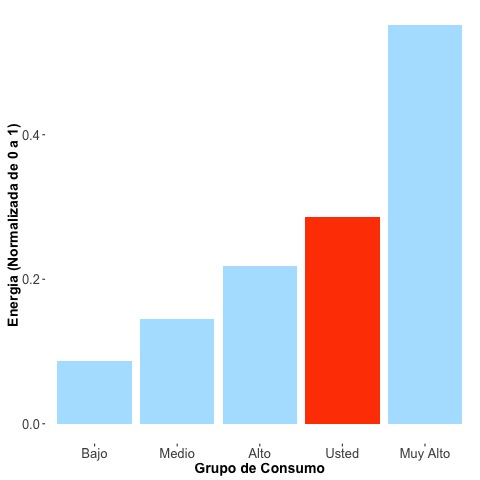 Energia (Normalizada de 0 a 1)
0.4
0.2
0.0
Bajo Medio Alto Usted Muy Alto
Grupo de Consumo